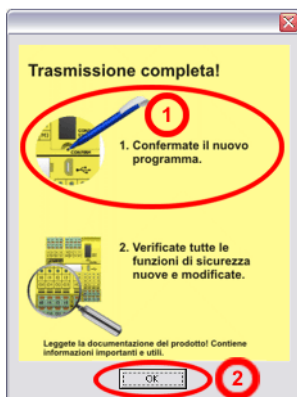 Trasmissione completa!
1
1. Confermate il nuovo
programma.
CONFIRM
2. Verificate tutte le
funzioni di sicurezza
nuove e modificate.
Leggete la documentazione del prodotto! Contiene
informazioni importanti e utili.
OK
2